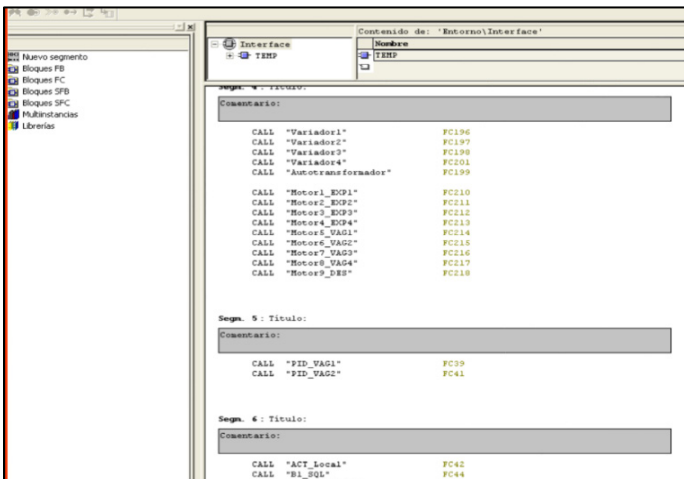 Nuevo segmento
Bloques FB
Bloques FC
Bloques SFB
Bloques SFC
Multinstancias
Librerías
Interface
TEMP
Contenido de: 'Entorno\Interface'
Nombre
TEMP
Segm. 4 : Título:
Comentario:
CALL "Variador1" FC196
CALL "Variador2" FC197
CALL "Variador3" FC198
CALL "Variador4" FC201
CALL "Autotransformador" FC199
CALL "Motor1_EXP1" FC210
CALL "Motor2_EXP2" FC211
CALL "Motor3_EXP3" FC212
CALL "Motor4_EXP4" FC213
CALL "Motor5_VAG1" FC214
CALL "Motor6_VAG2" FC215
CALL "Motor7_VAG3" FC216
CALL "Motor8_VAG4" FC217
CALL "Motor9_DES" FC218
Segm. 5 : Título:
Comentario:
CALL "PID_VAG1" FC39
CALL "PID_VAG2" FC41
Segm. 6 : Título:
Comentario:
CALL "ACT_Local" FC42
CALL "B1_SQL" FC44